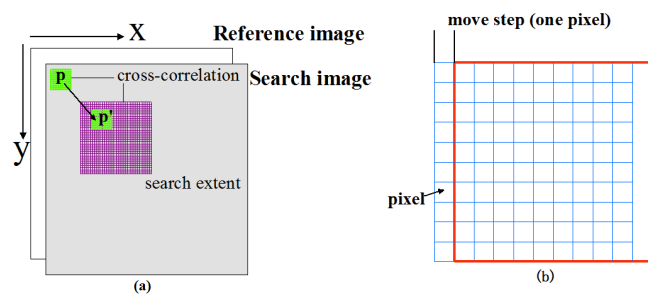 move step (one pixel)
X
Reference image
p
cross-correlation
Search image
p'
y
search extent
pixel
(a)
(b)